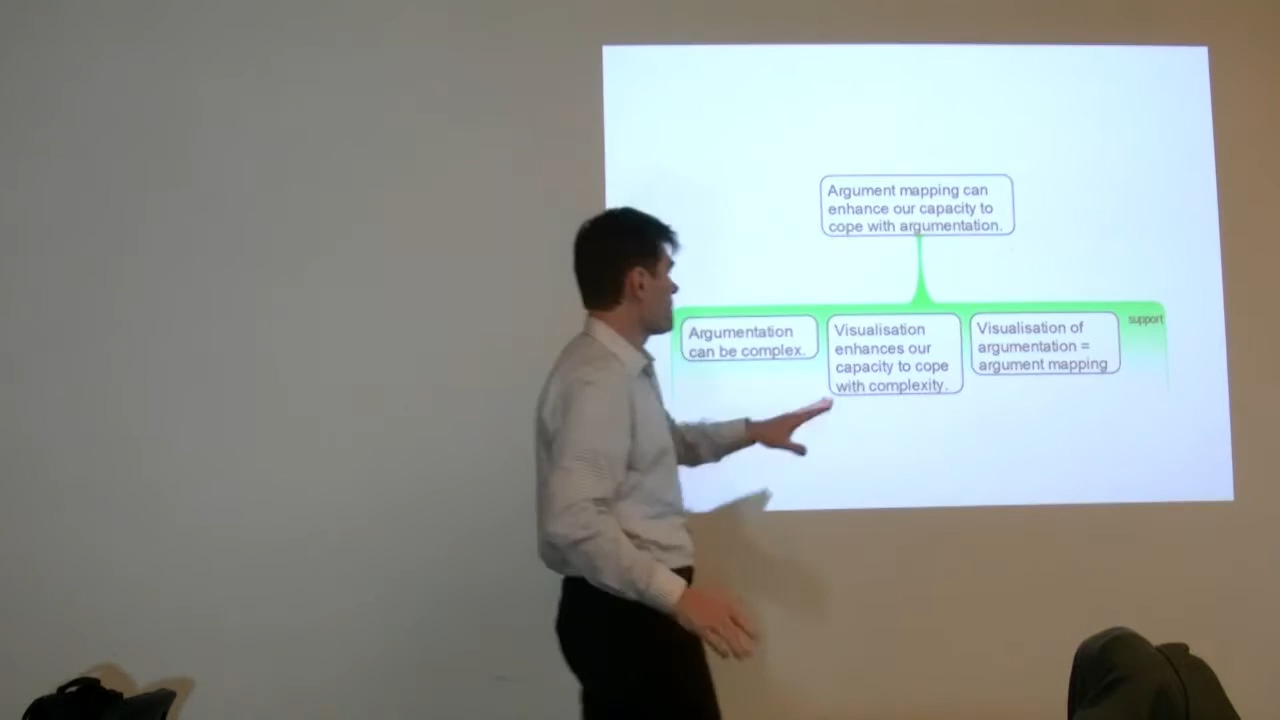 Argument mapping can
enhance our capacity to
cope with argumentation.
Argumentation
can be complex.
Visualisation
enhances our
capacity to cope
with complexity.
Visualisation of
argumentation =
argument mapping
support